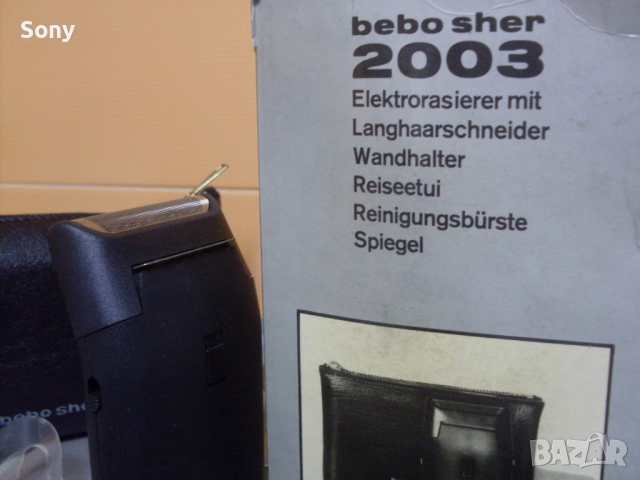 Sony
bebo sher
2003
Elektrorasierer mit
Langhaarschneider
Wandhalter
Reiseetui
Reinigungsbürste
Spiegel
bebo sher
BAZAR